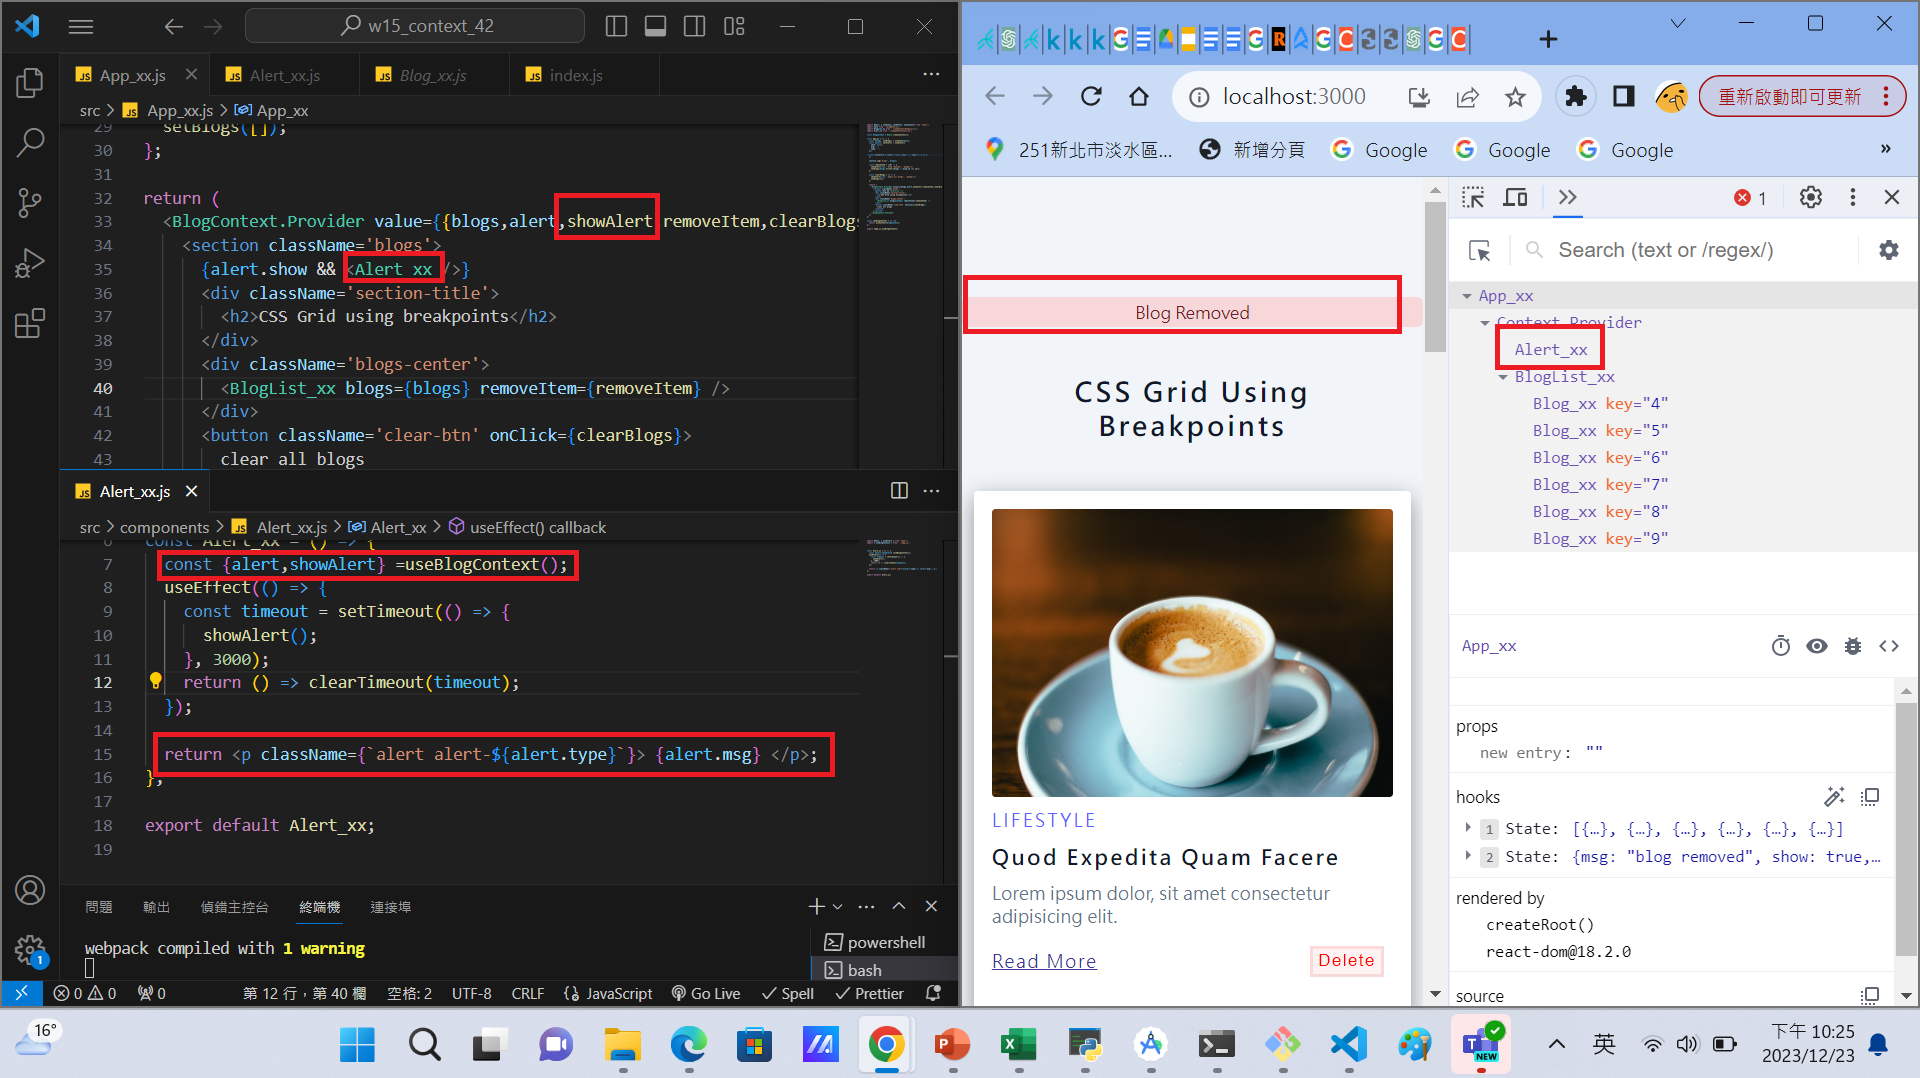 w15_context_42
App_xx.js
Alert_xx.js
Blog_xx.js
index.js
src > App_xx.js > App_xx
29 setBlogs([]);
30 };
31
32 return (
33 <BlogContext.Provider value={{blogs,alert,showAlert,removeItem,clearBlogs
34 <section className='blogs'>
35 {alert.show && <Alert_xx />}
36 <div className='section-title'>
37 <h2>CSS Grid using breakpoints</h2>
38 </div>
39 <div className='blogs-center'>
40 <BlogList_xx blogs={blogs} removeItem={removeItem} />
41 </div>
42 <button className='clear-btn' onClick={clearBlogs}>
43 clear all blogs
Alert_xx.js
src > components > Alert_xx.js > Alert_xx > useEffect() callback
6 const Alert_xx = () => {
7 const {alert,showAlert} =useBlogContext();
8 useEffect(() => {
9 const timeout = setTimeout(() => {
10 showAlert();
11 }, 3000);
12 return () => clearTimeout(timeout);
13 });
14
15 return <p className={`alert alert-${alert.type}`}> {alert.msg} </p>;
16 };
17
18 export default Alert_xx;
19
問題 輸出 偵錯主控台 終端機 連接埠
webpack compiled with 1 warning
powershell
bash
0 0 0 第 12 行，第 40 欄 空格: 2 UTF-8 CRLF JavaScript Go Live Spell Prettier
localhost:3000
重新啟動即可更新
251新北市淡水區...
新增分頁
Google
Google
Google
Blog Removed
CSS Grid Using
Breakpoints
LIFESTYLE
Quod Expedita Quam Facere
Lorem ipsum dolor, sit amet consectetur
adipisicing elit.
Read More
Delete
1
Search (text or /regex/)
App_xx
Context.Provider
Alert_xx
BlogList_xx
Blog_xx key="4"
Blog_xx key="5"
Blog_xx key="6"
Blog_xx key="7"
Blog_xx key="8"
Blog_xx key="9"
App_xx
props
new entry: ""
hooks
1 State: [{…}, {…}, {…}, {…}, {…}, {…}]
2 State: {msg: "blog removed", show: true,…
rendered by
createRoot()
react-dom@18.2.0
source
16°
NEW
英
下午 10:25
2023/12/23